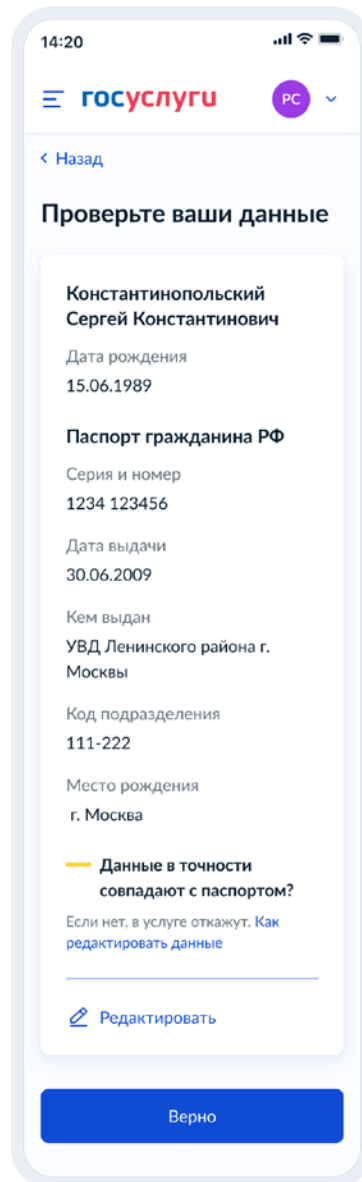 14:20
госуслуги
РС
Назад
Проверьте ваши данные
Константинопольский
Сергей Константинович
Дата рождения
15.06.1989
Паспорт гражданина РФ
Серия и номер
1234 123456
Дата выдачи
30.06.2009
Кем выдан
УВД Ленинского района г.
Москвы
Код подразделения
111-222
Место рождения
г. Москва
Данные в точности
совпадают с паспортом?
Если нет, в услуге откажут. Как
редактировать данные
Редактировать
Верно